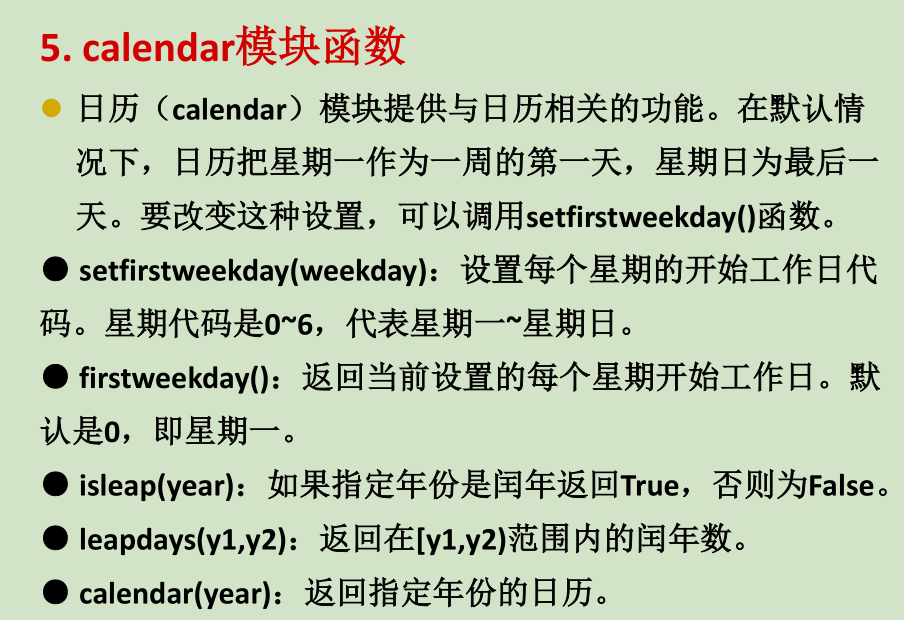 5. calendar模块函数
● 日历（calendar）模块提供与日历相关的功能。在默认情
况下，日历把星期一作为一周的第一天，星期日为最后一
天。要改变这种设置，可以调用setfirstweekday()函数。
● setfirstweekday(weekday)：设置每个星期的开始工作日代
码。星期代码是0~6，代表星期一~星期日。
● firstweekday()：返回当前设置的每个星期开始工作日。默
认是0，即星期一。
● isleap(year)：如果指定年份是闰年返回True，否则为False。
● leapdays(y1,y2)：返回在[y1,y2)范围内的闰年数。
● calendar(year)：返回指定年份的日历。